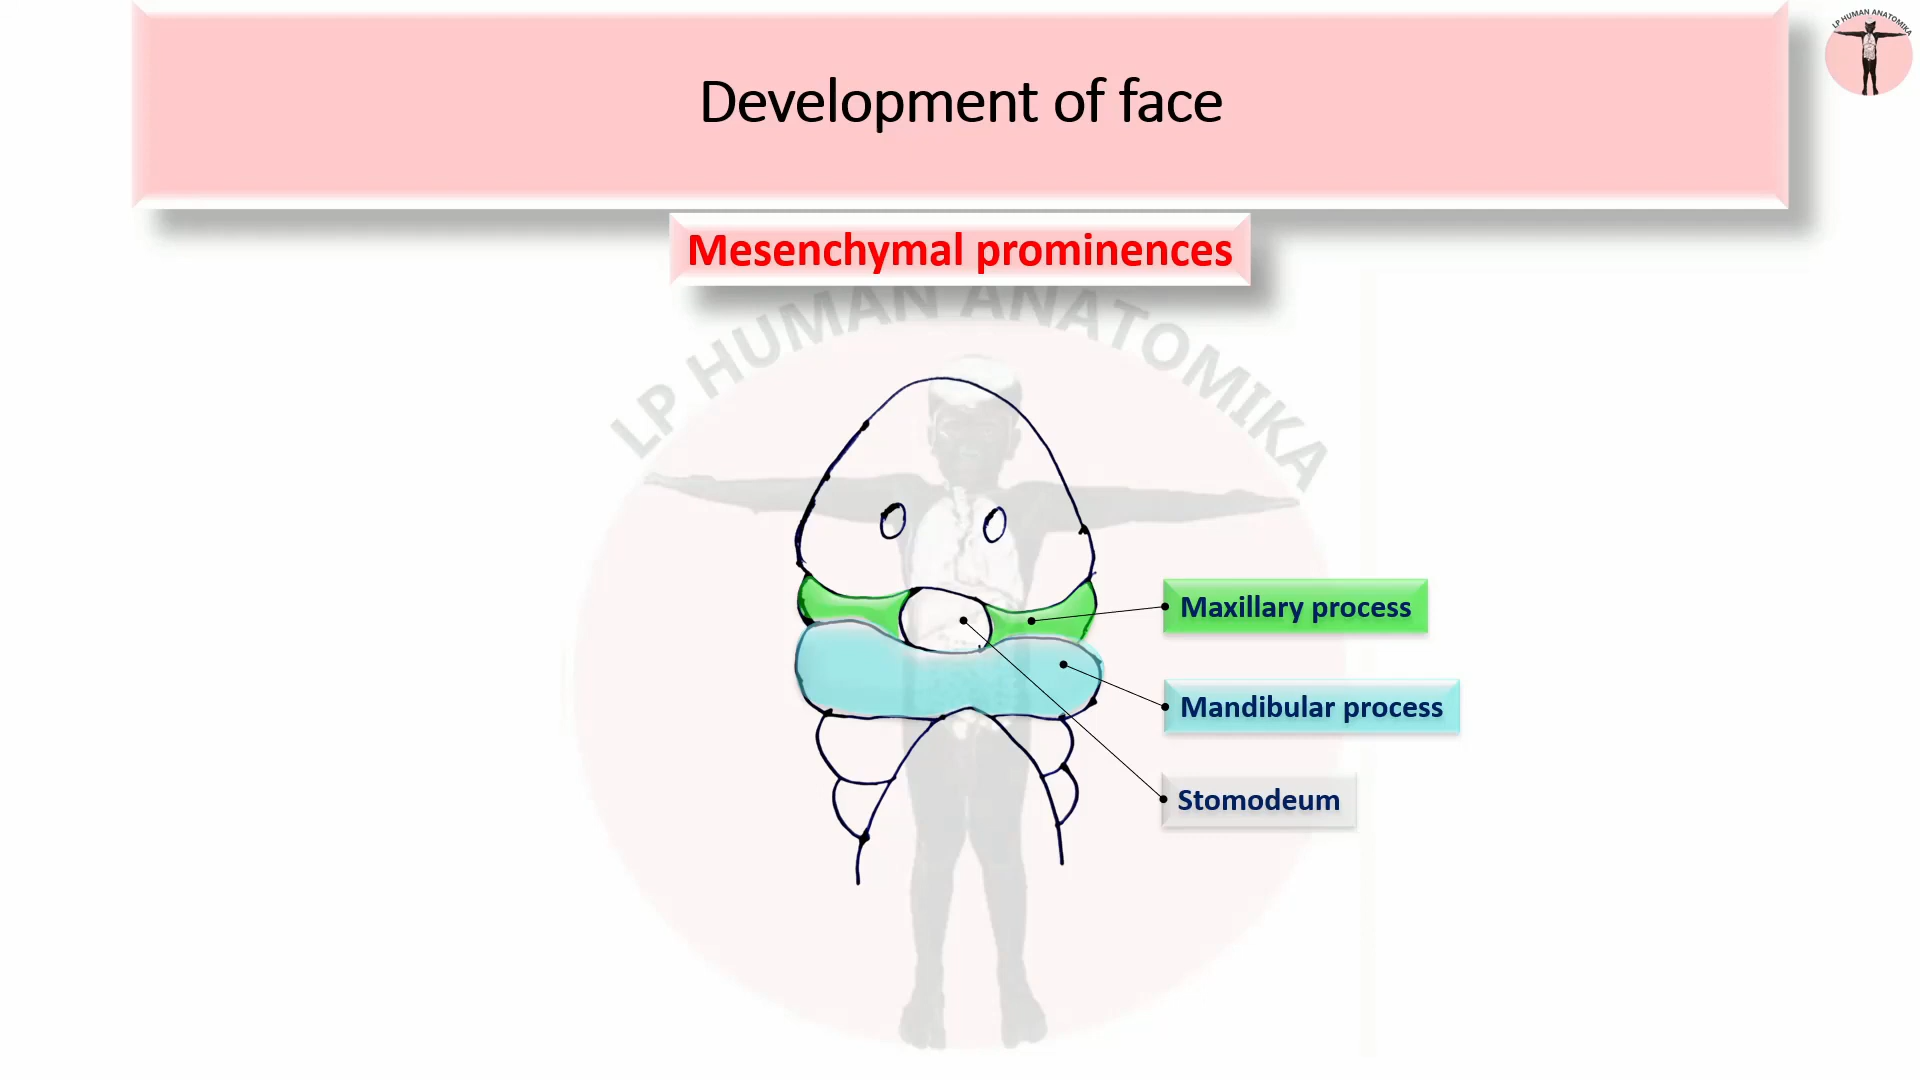 LP HUMAN ANATOMIKA
Development of face
Mesenchymal prominences
LP HUMAN ANATOMIKA
Maxillary process
Mandibular process
Stomodeum